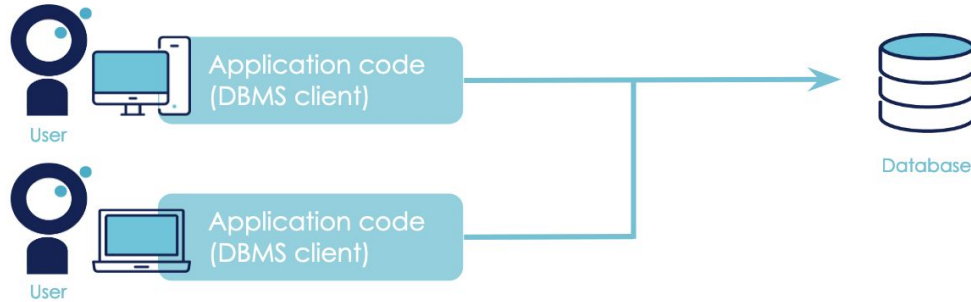 Application code
(DBMS client)
User
Database
Application code
(DBMS client)
User